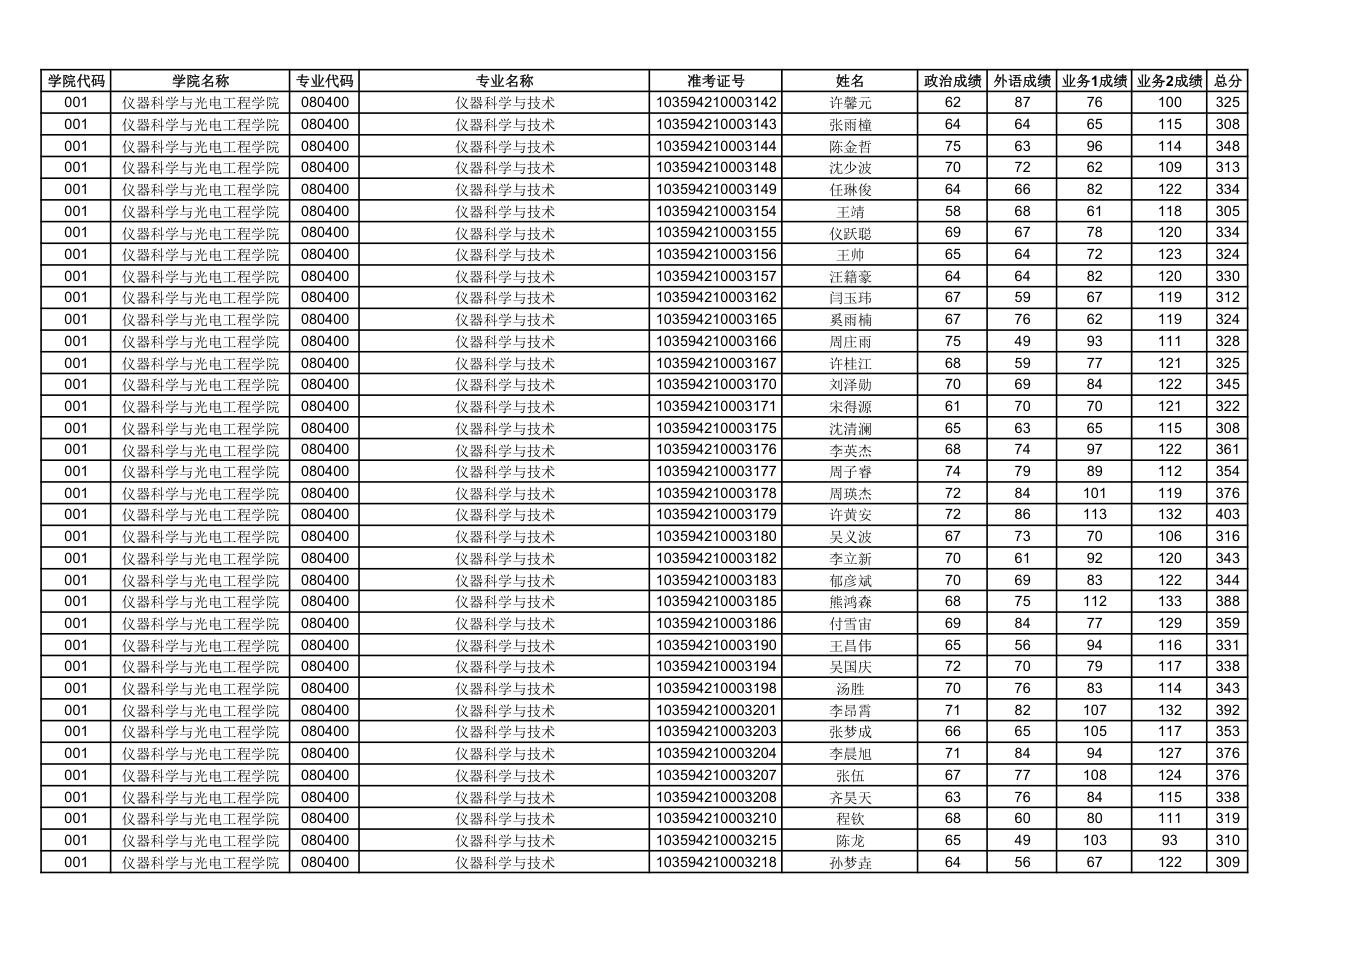 学院代码 学院名称 专业代码 专业名称 准考证号 姓名 政治成绩 外语成绩 业务1成绩 业务2成绩 总分
001 仪器科学与光电工程学院 080400 仪器科学与技术 103594210003142 许馨元 62 87 76 100 325
001 仪器科学与光电工程学院 080400 仪器科学与技术 103594210003143 张雨橦 64 64 65 115 308
001 仪器科学与光电工程学院 080400 仪器科学与技术 103594210003144 陈金哲 75 63 96 114 348
001 仪器科学与光电工程学院 080400 仪器科学与技术 103594210003148 沈少波 70 72 62 109 313
001 仪器科学与光电工程学院 080400 仪器科学与技术 103594210003149 任琳俊 64 66 82 122 334
001 仪器科学与光电工程学院 080400 仪器科学与技术 103594210003154 王靖 58 68 61 118 305
001 仪器科学与光电工程学院 080400 仪器科学与技术 103594210003155 仪跃聪 69 67 78 120 334
001 仪器科学与光电工程学院 080400 仪器科学与技术 103594210003156 王帅 65 64 72 123 324
001 仪器科学与光电工程学院 080400 仪器科学与技术 103594210003157 汪籍豪 64 64 82 120 330
001 仪器科学与光电工程学院 080400 仪器科学与技术 103594210003162 闫玉玮 67 59 67 119 312
001 仪器科学与光电工程学院 080400 仪器科学与技术 103594210003165 奚雨楠 67 76 62 119 324
001 仪器科学与光电工程学院 080400 仪器科学与技术 103594210003166 周庄雨 75 49 93 111 328
001 仪器科学与光电工程学院 080400 仪器科学与技术 103594210003167 许桂江 68 59 77 121 325
001 仪器科学与光电工程学院 080400 仪器科学与技术 103594210003170 刘泽勋 70 69 84 122 345
001 仪器科学与光电工程学院 080400 仪器科学与技术 103594210003171 宋得源 61 70 70 121 322
001 仪器科学与光电工程学院 080400 仪器科学与技术 103594210003175 沈清澜 65 63 65 115 308
001 仪器科学与光电工程学院 080400 仪器科学与技术 103594210003176 李英杰 68 74 97 122 361
001 仪器科学与光电工程学院 080400 仪器科学与技术 103594210003177 周子睿 74 79 89 112 354
001 仪器科学与光电工程学院 080400 仪器科学与技术 103594210003178 周瑛杰 72 84 101 119 376
001 仪器科学与光电工程学院 080400 仪器科学与技术 103594210003179 许黄安 72 86 113 132 403
001 仪器科学与光电工程学院 080400 仪器科学与技术 103594210003180 吴义波 67 73 70 106 316
001 仪器科学与光电工程学院 080400 仪器科学与技术 103594210003182 李立新 70 61 92 120 343
001 仪器科学与光电工程学院 080400 仪器科学与技术 103594210003183 郁彦斌 70 69 83 122 344
001 仪器科学与光电工程学院 080400 仪器科学与技术 103594210003185 熊鸿森 68 75 112 133 388
001 仪器科学与光电工程学院 080400 仪器科学与技术 103594210003186 付雪宙 69 84 77 129 359
001 仪器科学与光电工程学院 080400 仪器科学与技术 103594210003190 王昌伟 65 56 94 116 331
001 仪器科学与光电工程学院 080400 仪器科学与技术 103594210003194 吴国庆 72 70 79 117 338
001 仪器科学与光电工程学院 080400 仪器科学与技术 103594210003198 汤胜 70 76 83 114 343
001 仪器科学与光电工程学院 080400 仪器科学与技术 103594210003201 李昂霄 71 82 107 132 392
001 仪器科学与光电工程学院 080400 仪器科学与技术 103594210003203 张梦成 66 65 105 117 353
001 仪器科学与光电工程学院 080400 仪器科学与技术 103594210003204 李晨旭 71 84 94 127 376
001 仪器科学与光电工程学院 080400 仪器科学与技术 103594210003207 张伍 67 77 108 124 376
001 仪器科学与光电工程学院 080400 仪器科学与技术 103594210003208 齐昊天 63 76 84 115 338
001 仪器科学与光电工程学院 080400 仪器科学与技术 103594210003210 程钦 68 60 80 111 319
001 仪器科学与光电工程学院 080400 仪器科学与技术 103594210003215 陈龙 65 49 103 93 310
001 仪器科学与光电工程学院 080400 仪器科学与技术 103594210003218 孙梦垚 64 56 67 122 309